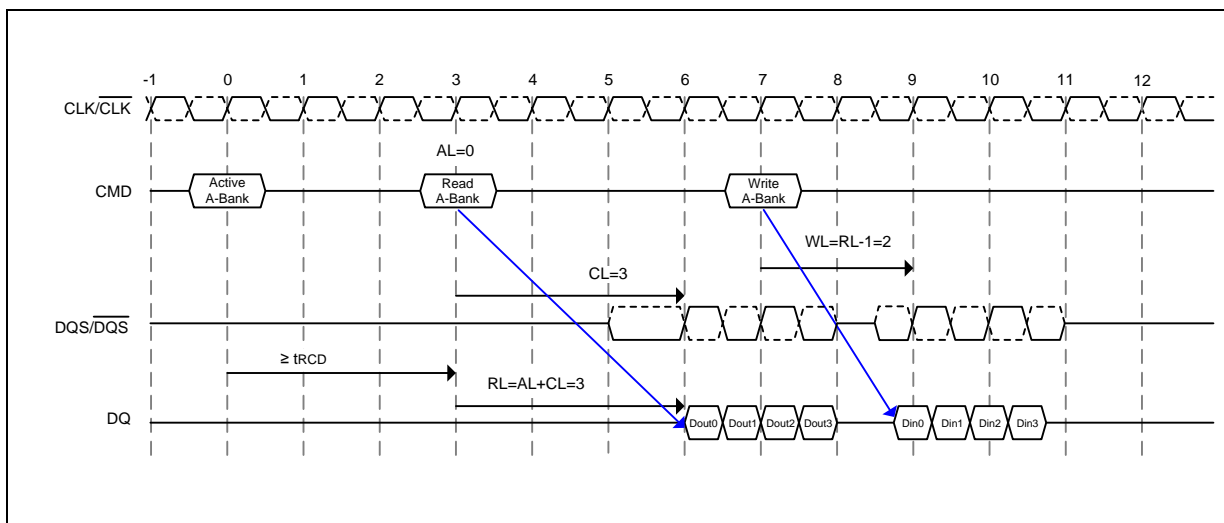 -1 0 1 2 3 4 5 6 7 8 9 10 11 12
CLK/CLK
AL=0
CMD Active Read Write
A-Bank A-Bank A-Bank
WL=RL-1=2
CL=3
DQS/DQS
≥ tRCD
RL=AL+CL=3
DQ Dout0 Dout1 Dout2 Dout3 Din0 Din1 Din2 Din3